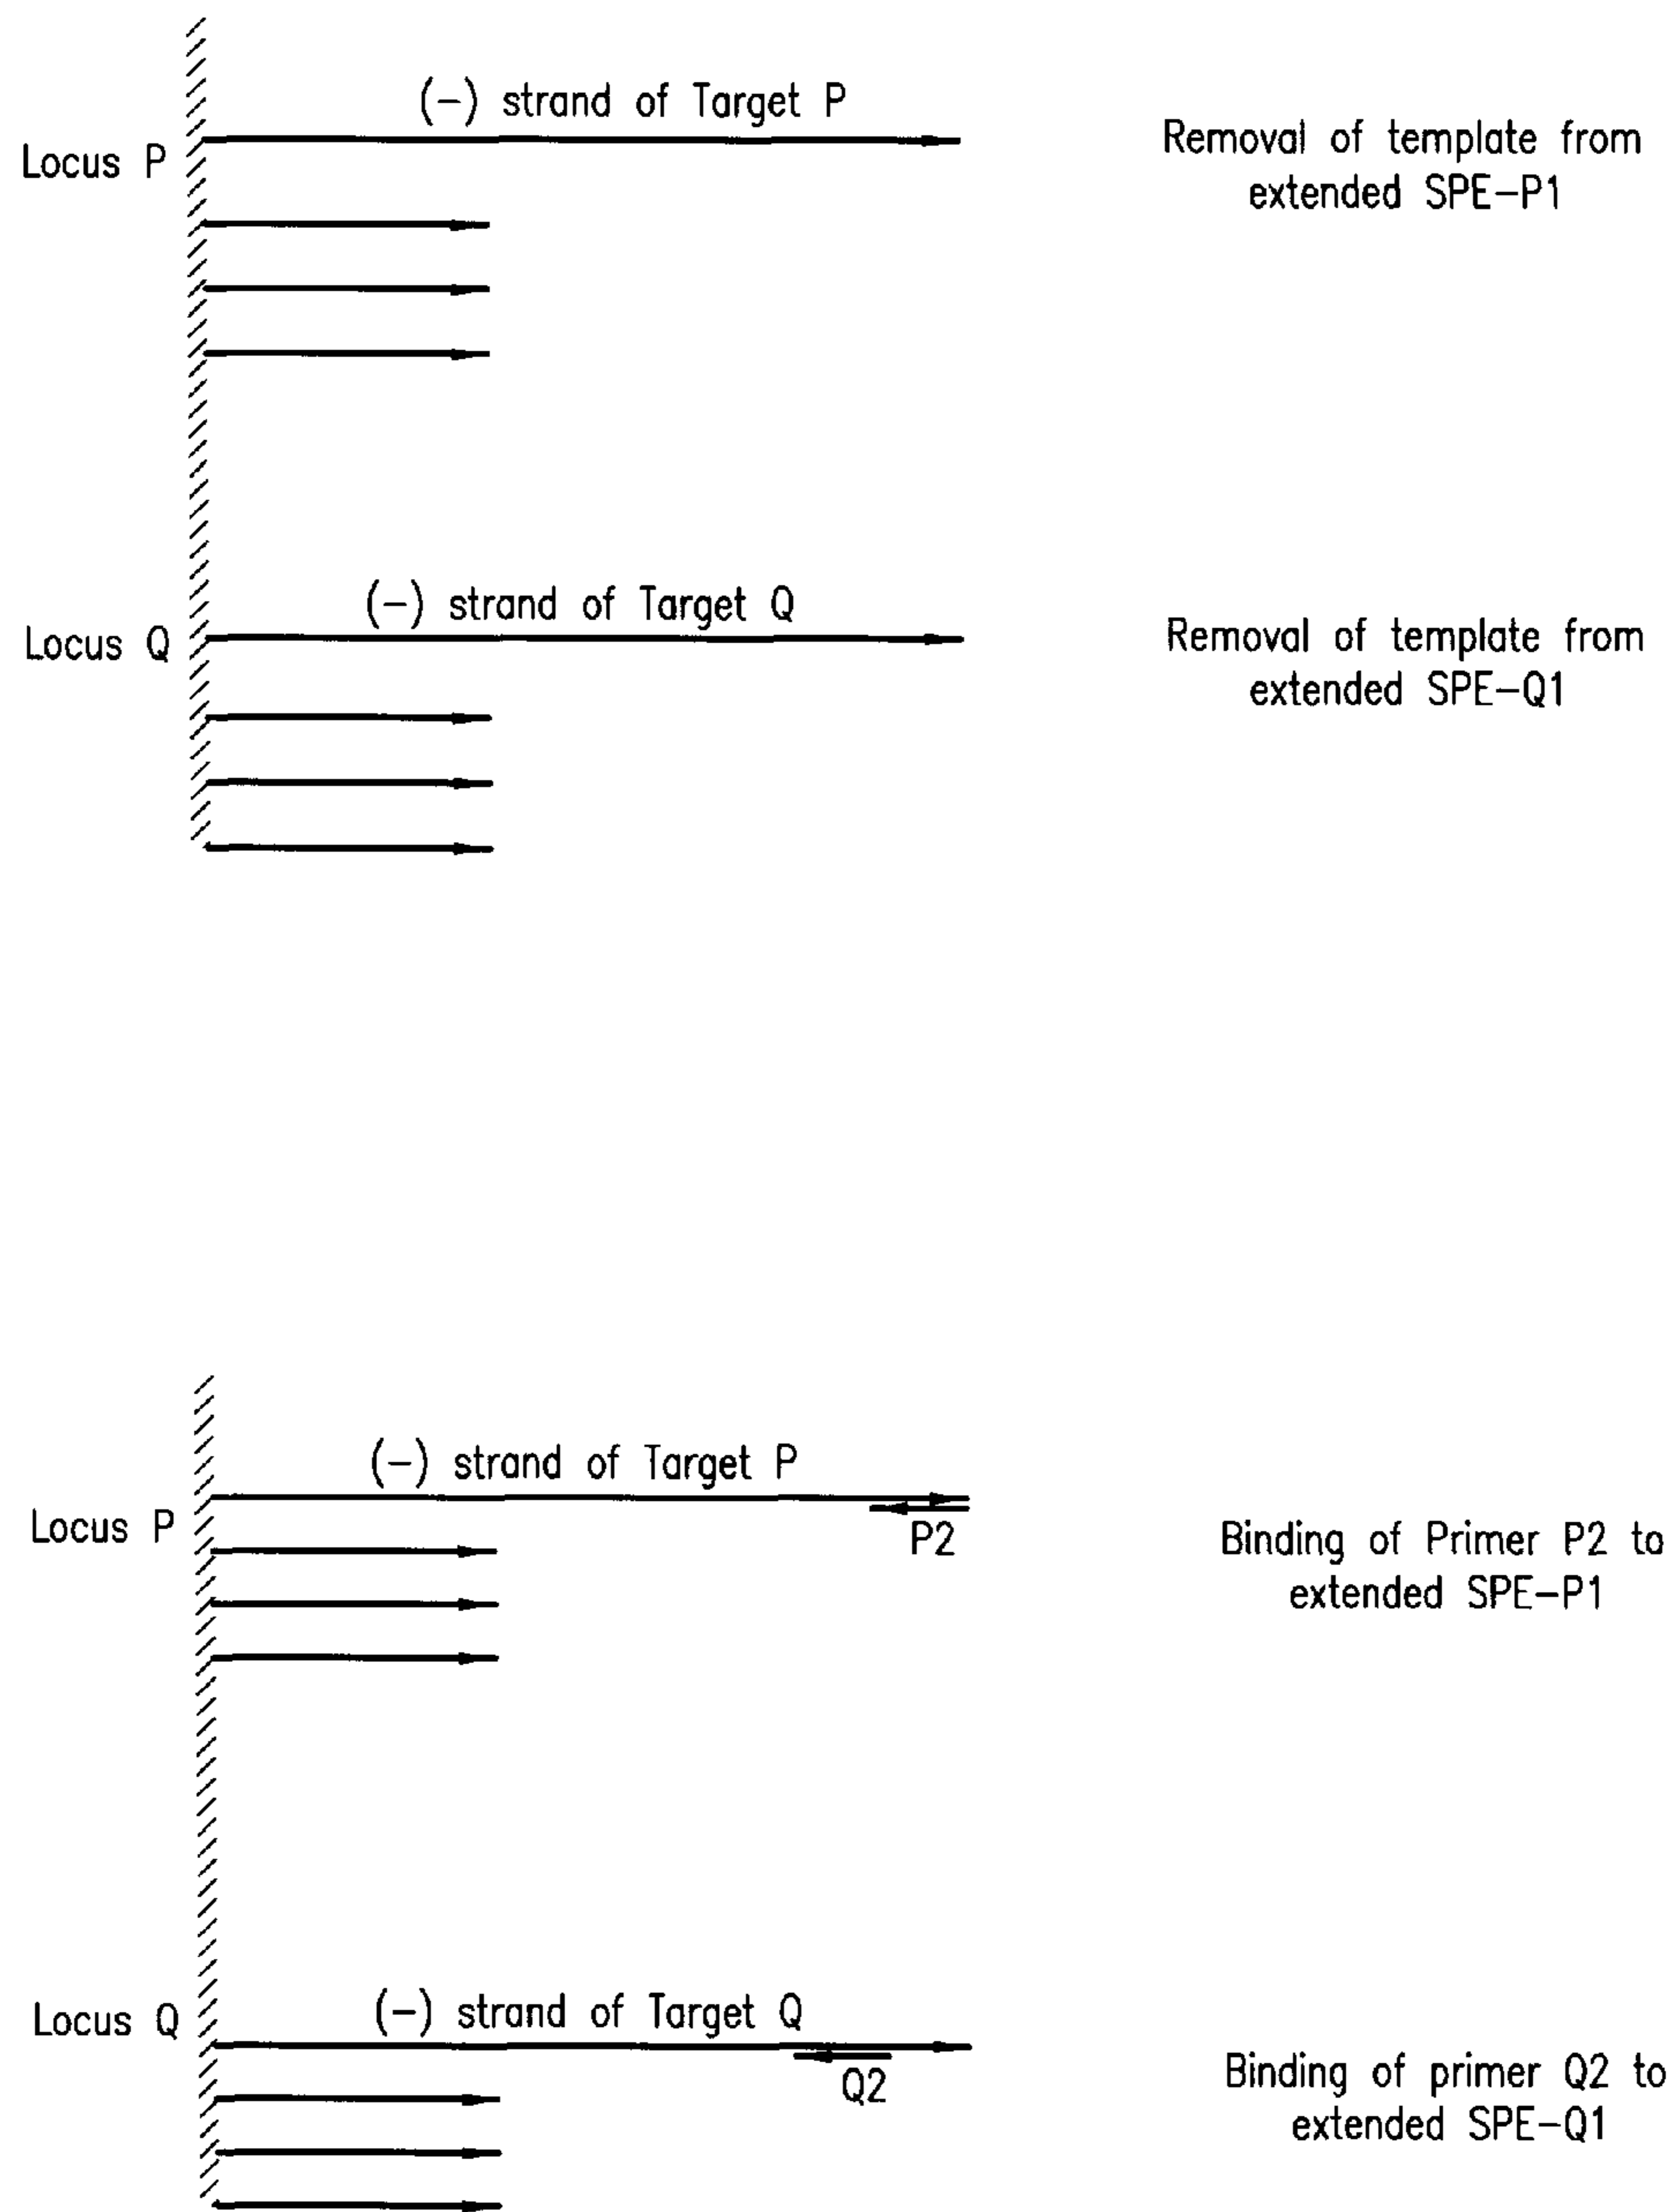 (-) strand of Target P
Locus P
Removal of template from
extended SPE-P1
(-) strand of Target Q
Locus Q
Removal of template from
extended SPE-Q1
(-) strand of Target P
Locus P
P2
Binding of Primer P2 to
extended SPE-P1
(-) strand of Target Q
Locus Q
Q2
Binding of primer Q2 to
extended SPE-Q1